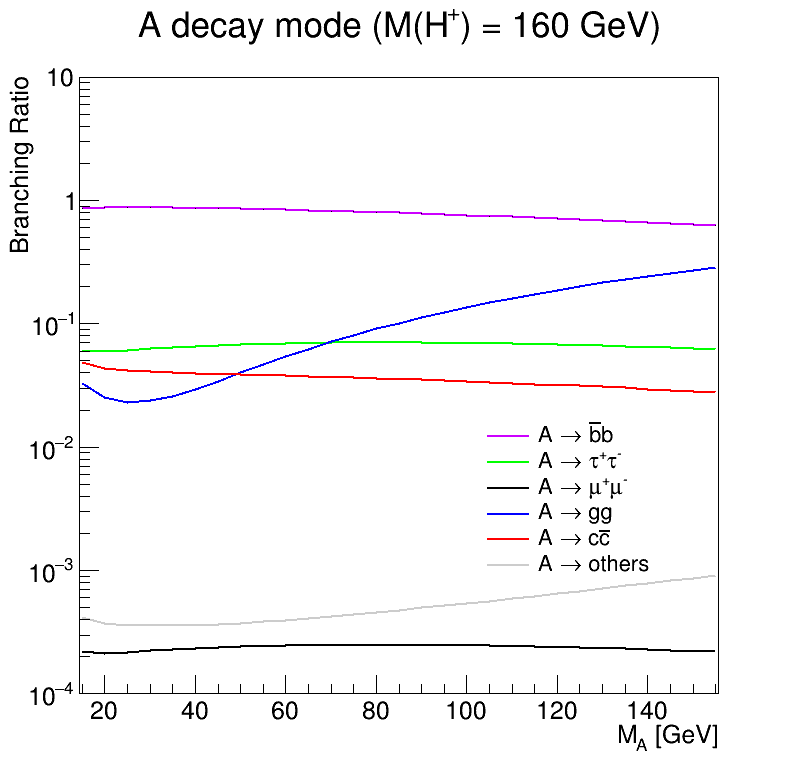 A decay mode (M(H⁺) = 160 GeV)
Branching Ratio
10
1
10⁻¹
10⁻²
10⁻³
10⁻⁴
A → b̅b
A → τ⁺τ⁻
A → μ⁺μ⁻
A → gg
A → cc̅
A → others
20 40 60 80 100 120 140
M_A [GeV]